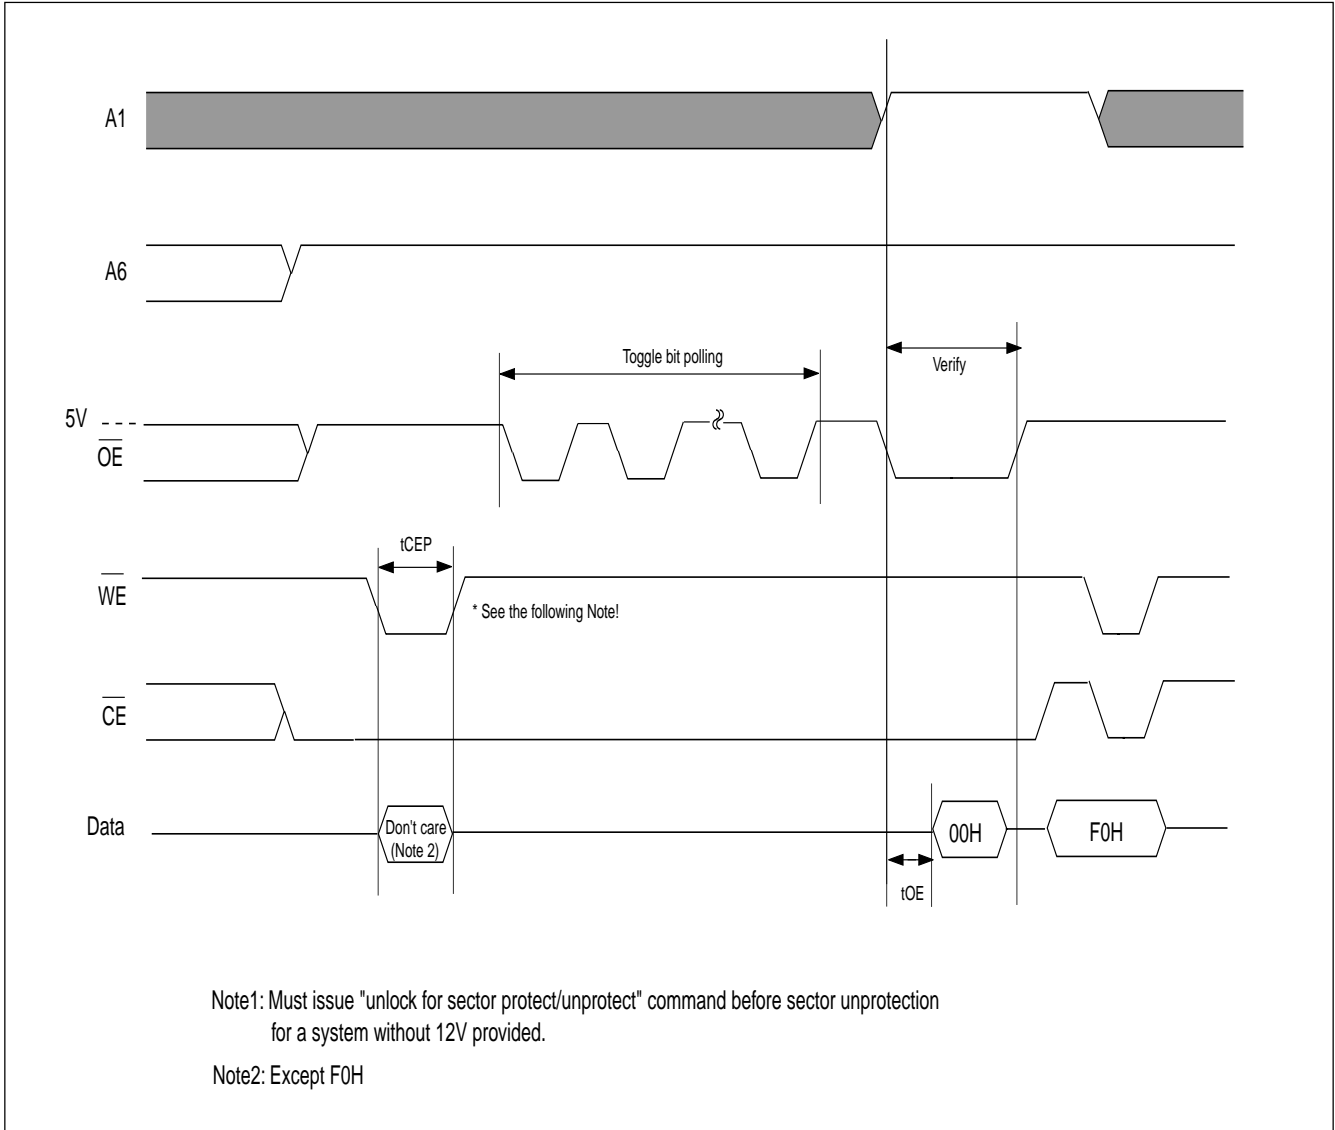 A1
A6
Toggle bit polling
Verify
5V
OE
tCEP
WE
* See the following Note!
CE
Data
Don't care
(Note 2)
00H
F0H
tOE
Note1: Must issue "unlock for sector protect/unprotect" command before sector unprotection
for a system without 12V provided.
Note2: Except F0H